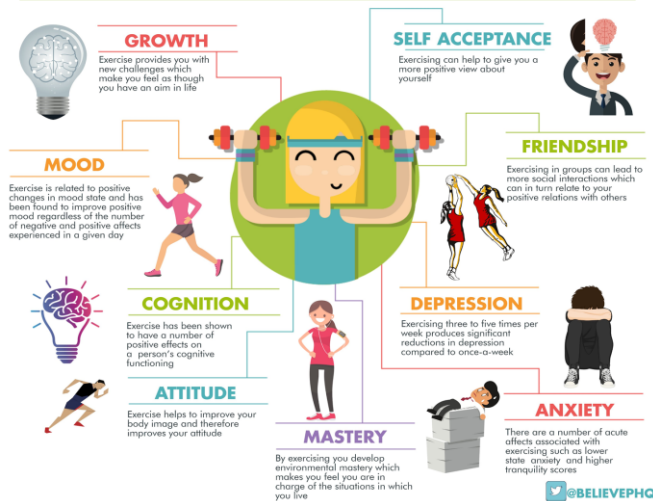 GROWTH
Exercise provides you with
new challenges which
make you feel as though
you have an aim in life
SELF ACCEPTANCE
Exercising can help to give you a
more positive view about
yourself
MOOD
Exercise is related to positive
changes in mood state and has
been found to improve positive
mood regardless of the number
of negative and positive affects
experienced in a given day
FRIENDSHIP
Exercising in groups can lead to
more social interactions which
can in turn relate to your
positive relations with others
COGNITION
Exercise has been shown
to have a number of
positive effects on
a person's cognitive
functioning
DEPRESSION
Exercising three to five times per
week produces significant
reductions in depression
compared to once-a-week
ATTITUDE
Exercise helps to improve your
body image and therefore
improves your attitude
MASTERY
By exercising you develop
environmental mastery which
makes you feel you are in
charge of the situations in which
you live
ANXIETY
There are a number of acute
affects associated with
exercising such as lower
state anxiety and higher
tranquility scores
@BELIEVEPHQ